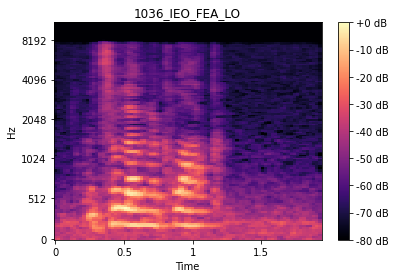 1036_IEO_FEA_LO
+0 dB
8192
-10 dB
4096
-20 dB
-30 dB
2048
Hz
-40 dB
1024
-50 dB
512
-60 dB
-70 dB
0
-80 dB
0
0.5
1
1.5
Time